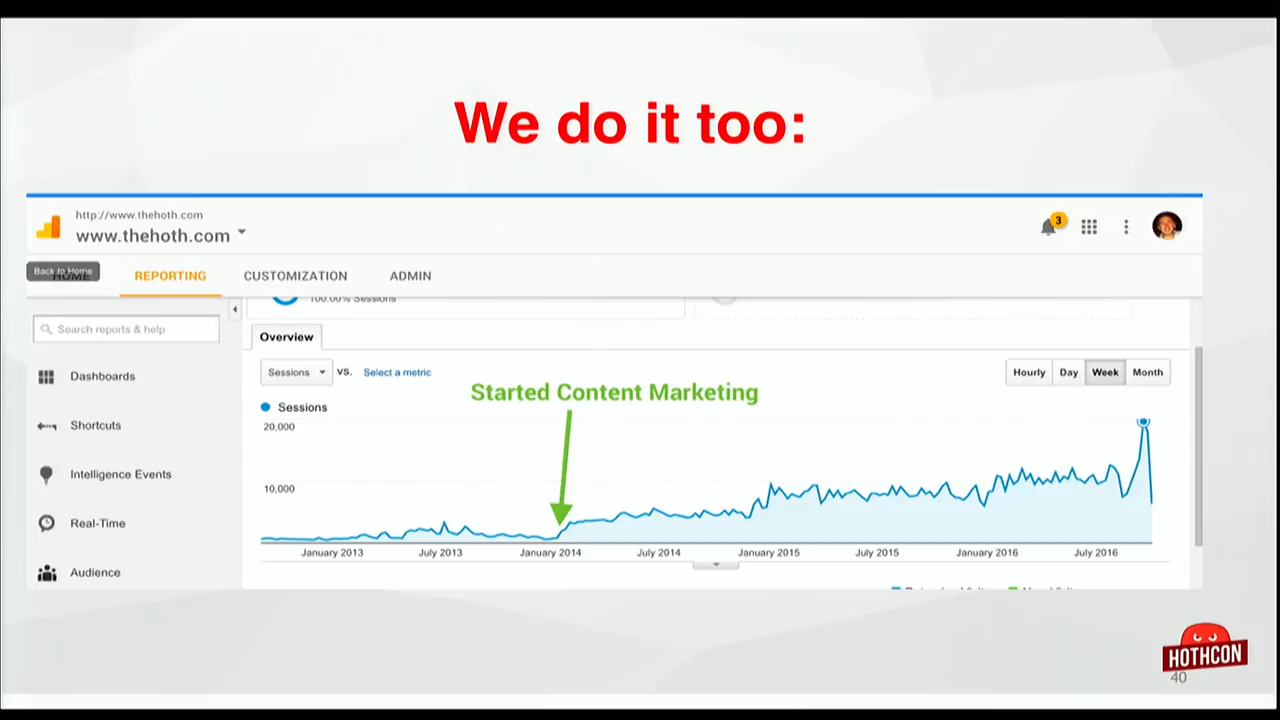 We do it too:
http://www.thehoth.com
www.thehoth.com
3
Back to Home
HOME
REPORTING
CUSTOMIZATION
ADMIN
100.00% Sessions
Search reports & help
Overview
Dashboards
Sessions
VS.
Select a metric
Hourly
Day
Week
Month
Started Content Marketing
Sessions
20,000
Shortcuts
Intelligence Events
10,000
Real-Time
January 2013
July 2013
January 2014
July 2014
January 2015
July 2015
January 2016
July 2016
Audience
HOTHCON
40